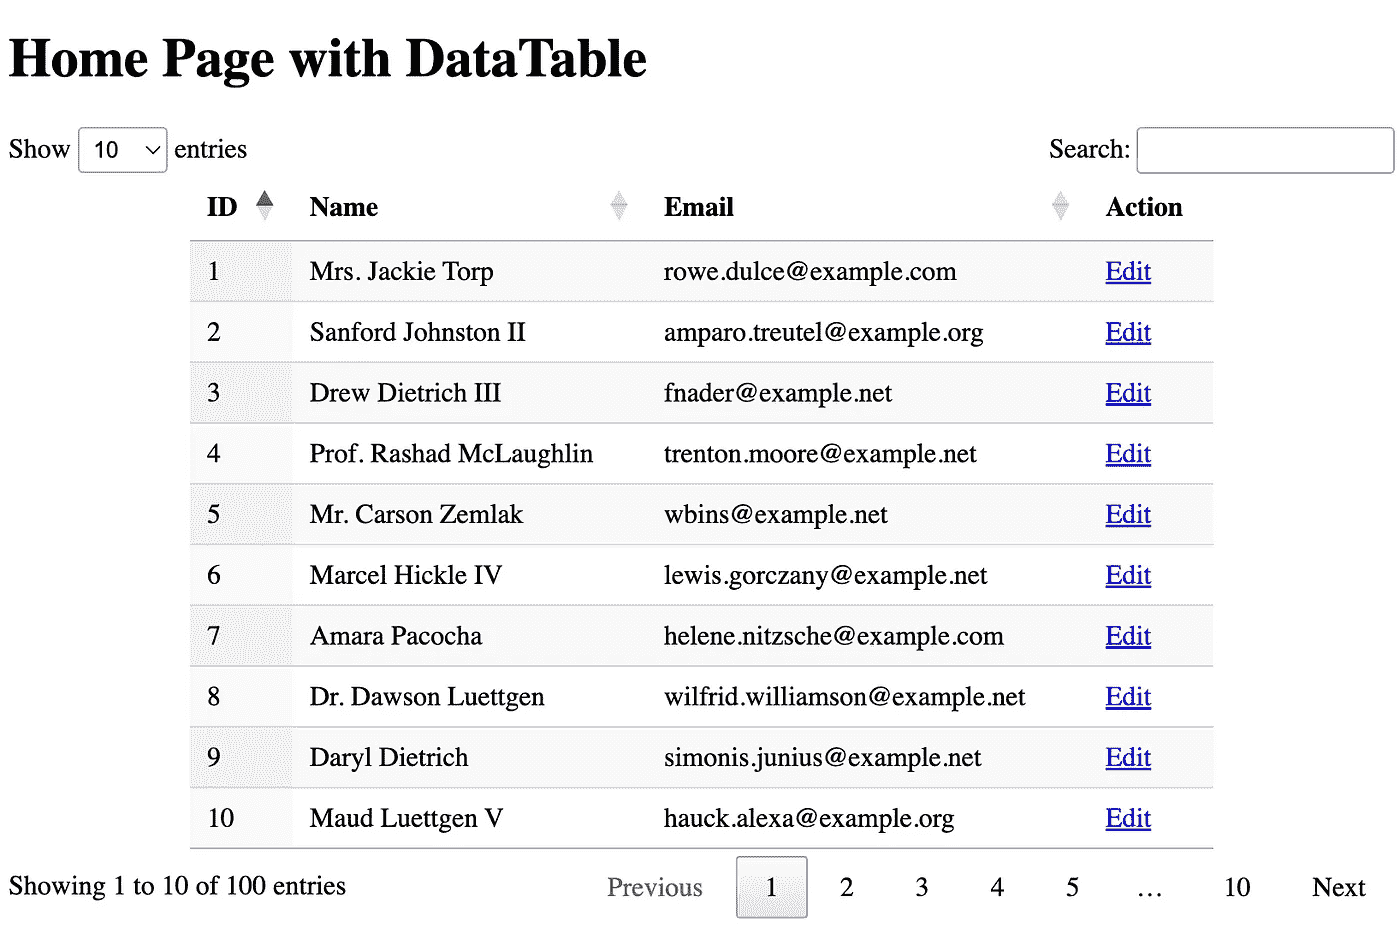 Home Page with DataTable
Show 10 entries Search:
ID Name Email Action
1 Mrs. Jackie Torp rowe.dulce@example.com Edit
2 Sanford Johnston II amparo.treutel@example.org Edit
3 Drew Dietrich III fnader@example.net Edit
4 Prof. Rashad McLaughlin trenton.moore@example.net Edit
5 Mr. Carson Zemlak wbins@example.net Edit
6 Marcel Hickle IV lewis.gorczany@example.net Edit
7 Amara Pacocha helene.nitzsche@example.com Edit
8 Dr. Dawson Luettgen wilfrid.williamson@example.net Edit
9 Daryl Dietrich simonis.junius@example.net Edit
10 Maud Luettgen V hauck.alexa@example.org Edit
Showing 1 to 10 of 100 entries Previous 1 2 3 4 5 … 10 Next